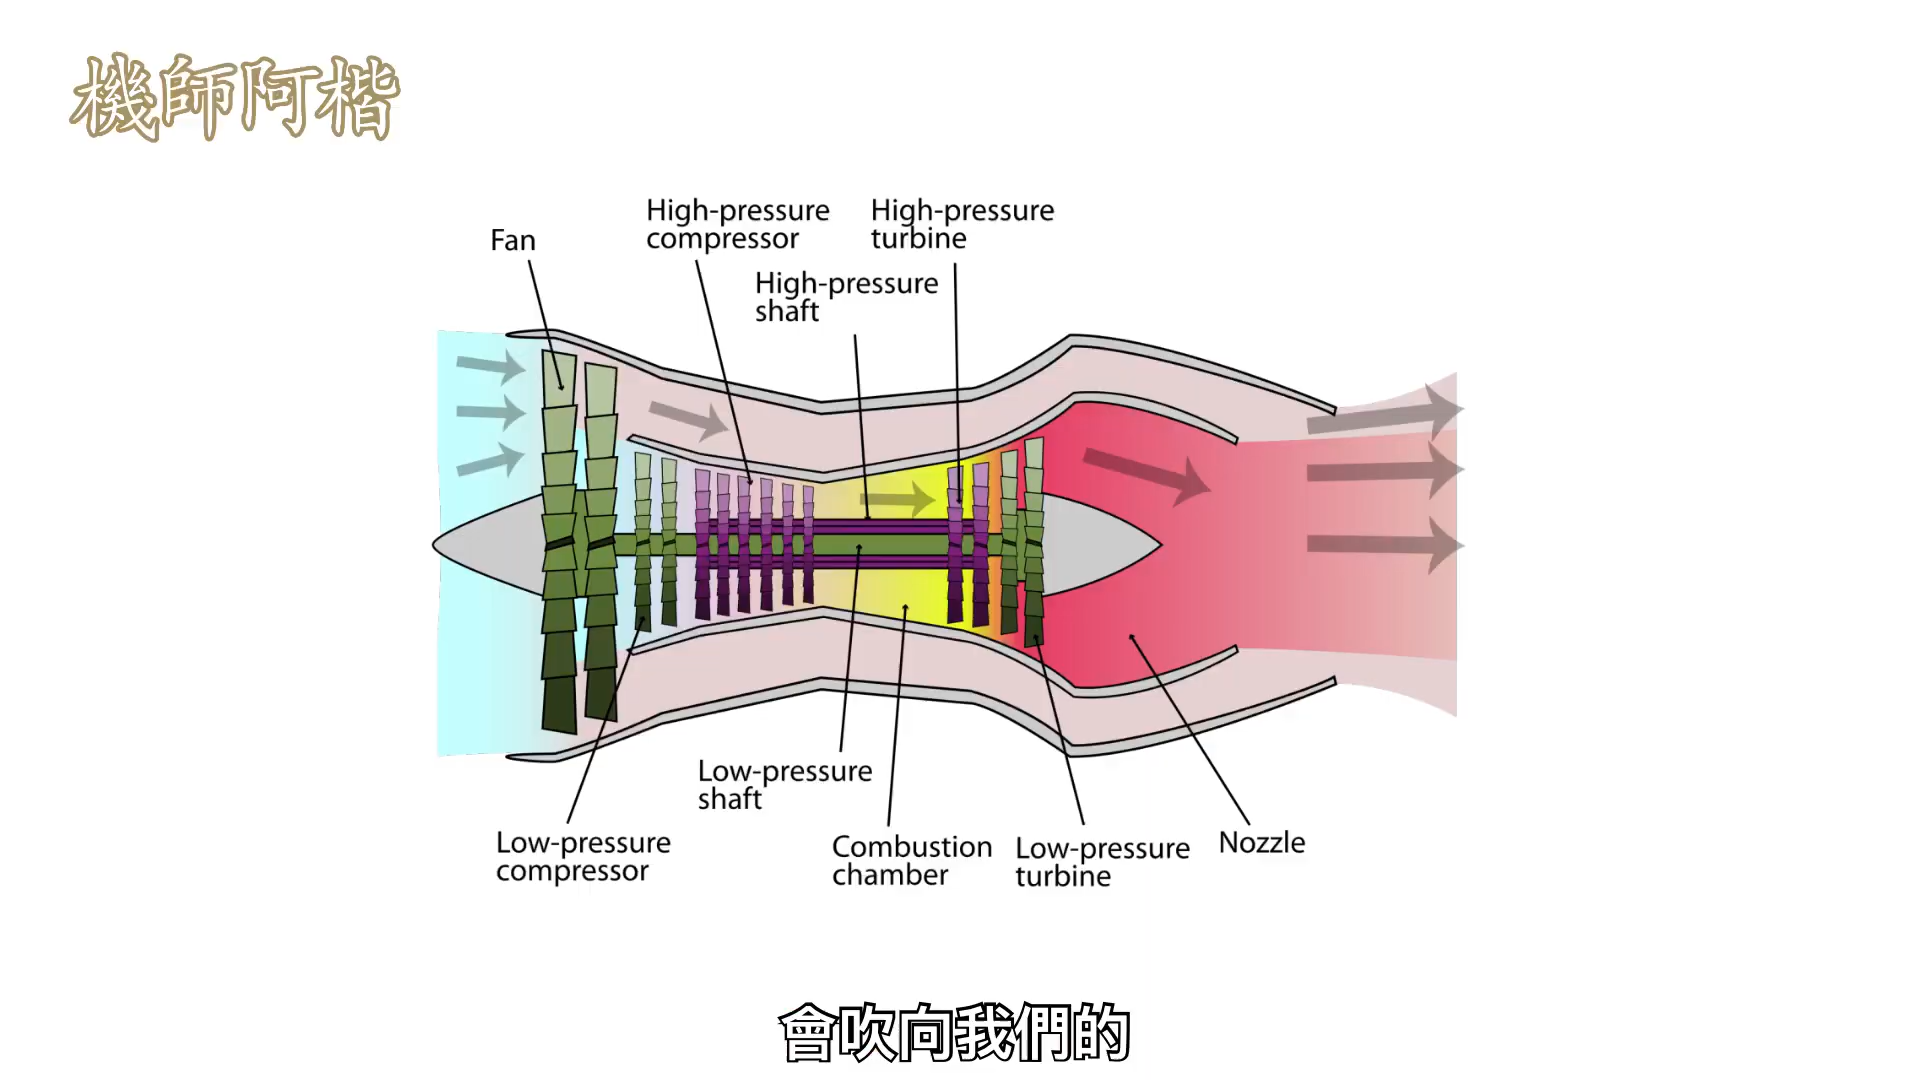 機師阿楷
Fan
High-pressure
compressor
High-pressure
turbine
High-pressure
shaft
Low-pressure
shaft
Low-pressure
compressor
Combustion
chamber
Low-pressure
turbine
Nozzle
會吹向我們的